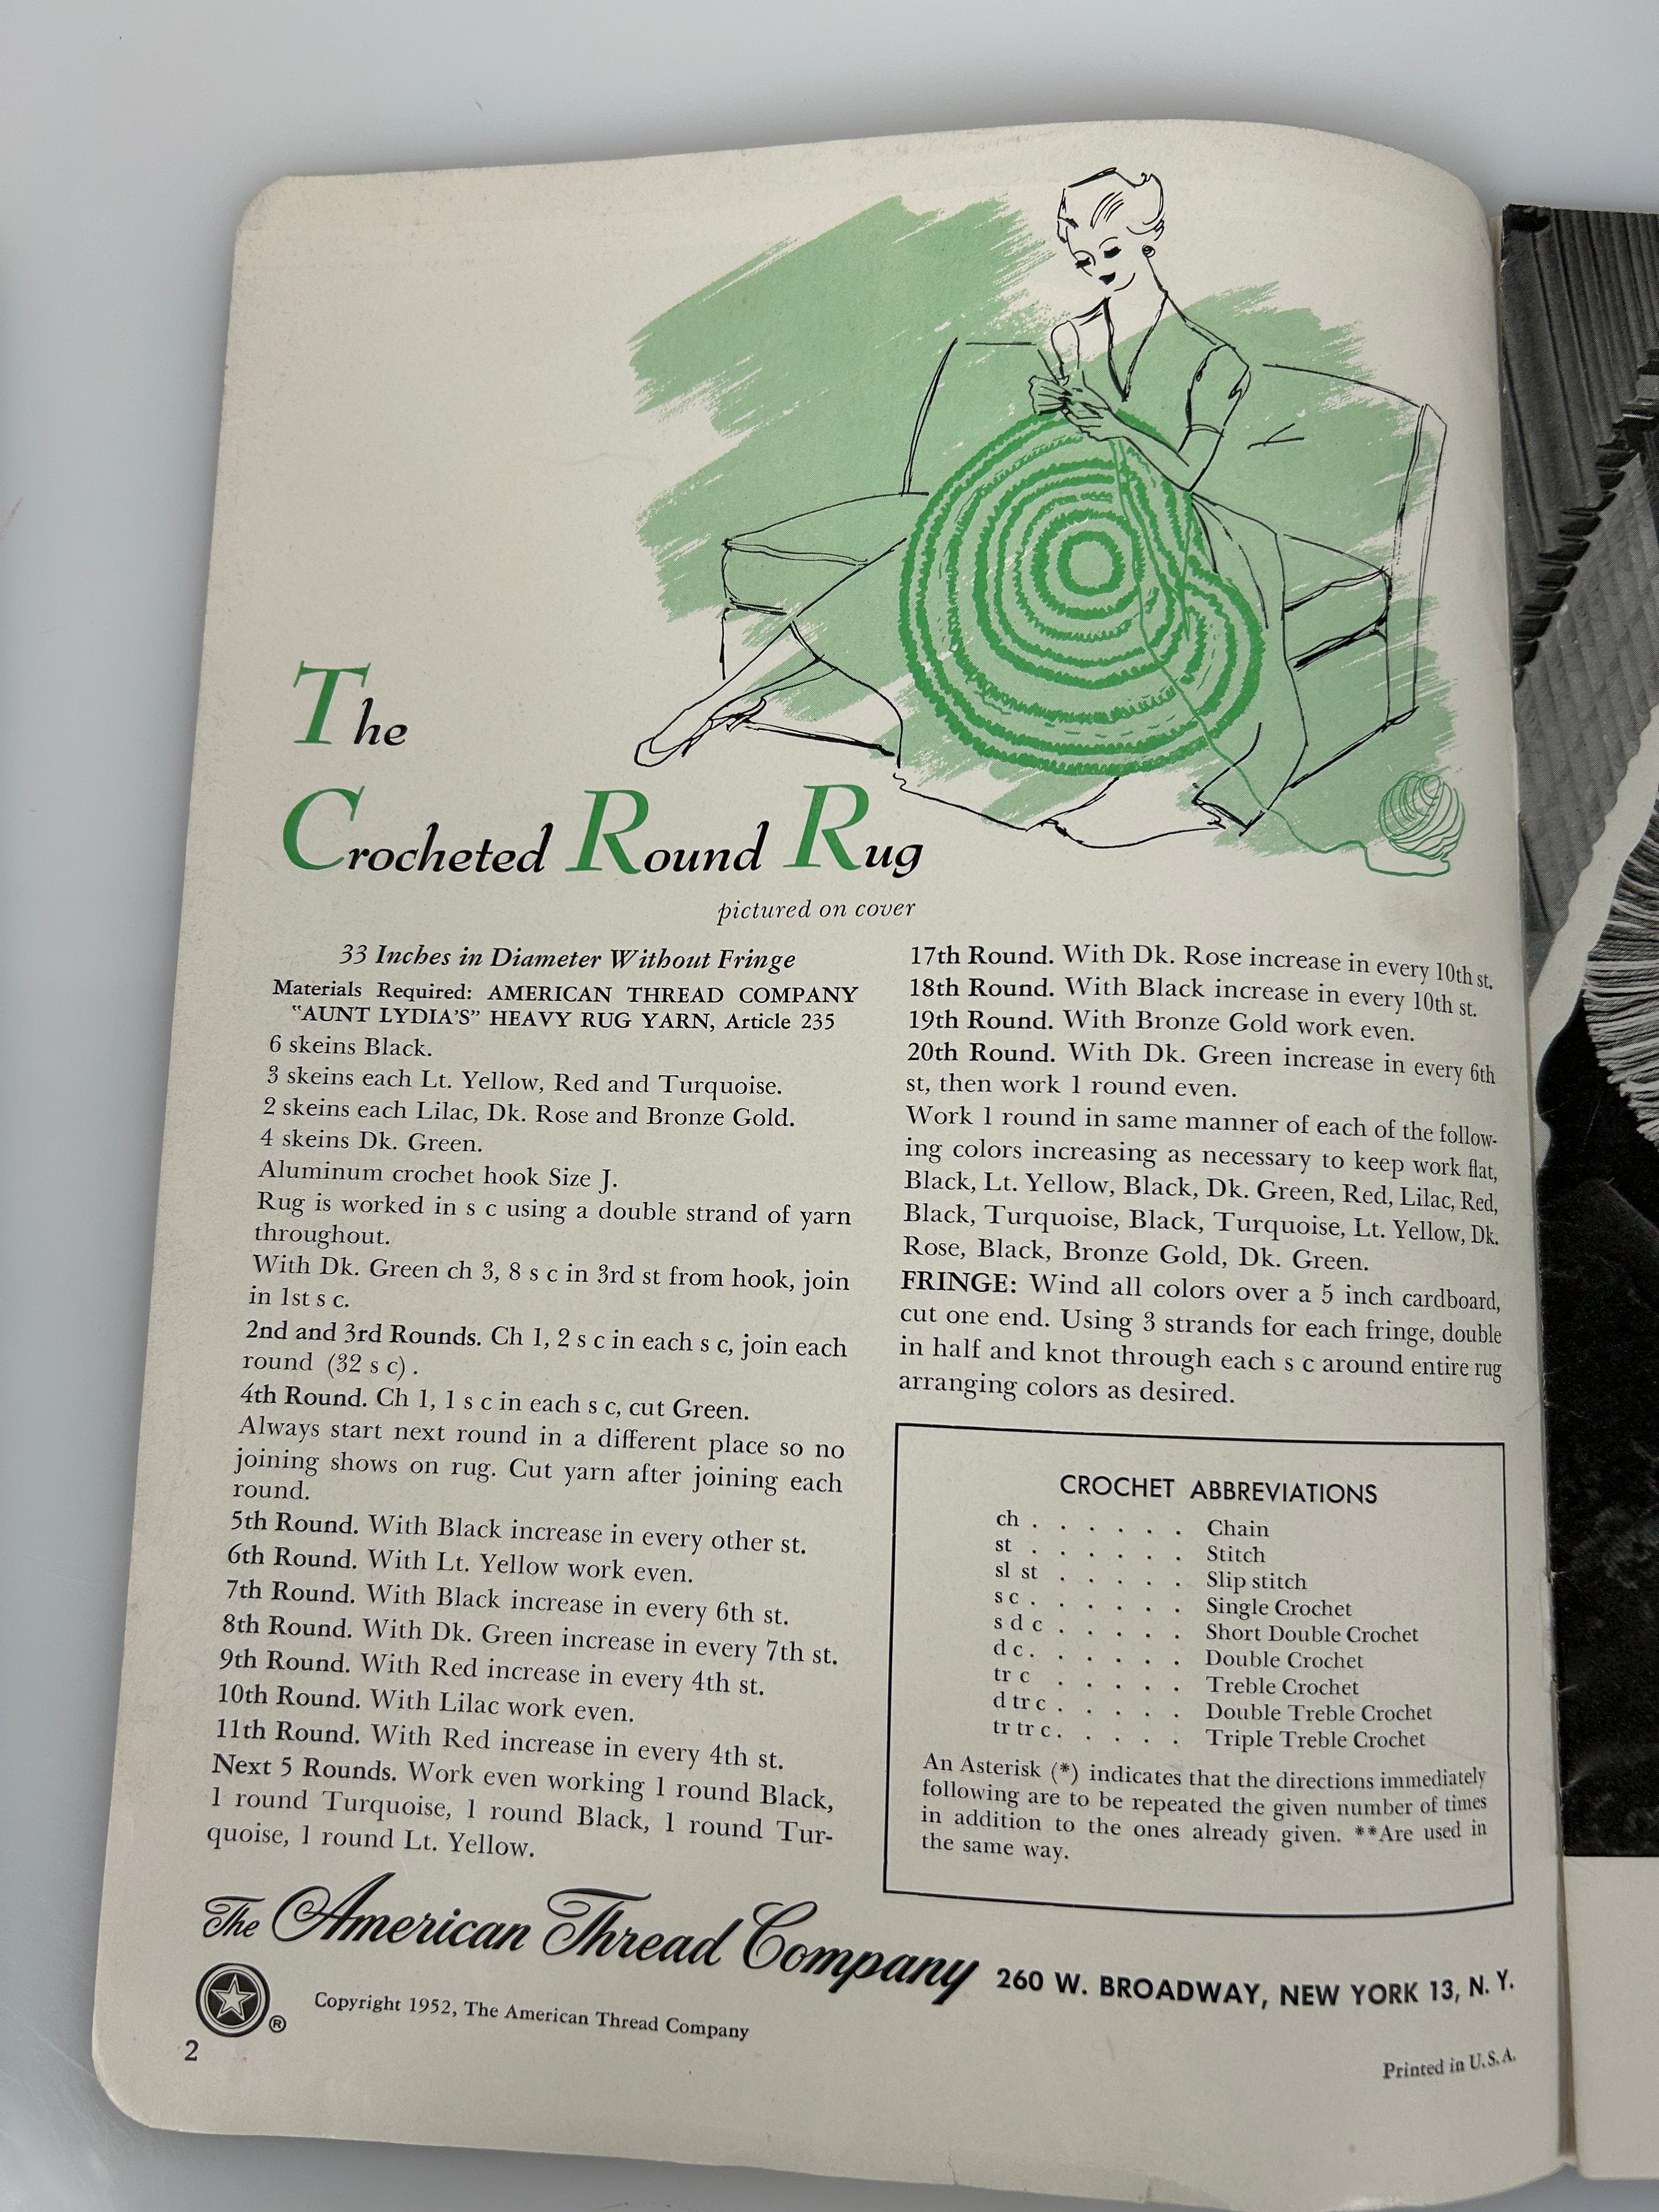 The
Crocheted Round Rug
pictured on cover
33 Inches in Diameter Without Fringe
Materials Required: AMERICAN THREAD COMPANY
"AUNT LYDIA'S" HEAVY RUG YARN, Article 235
6 skeins Black.
3 skeins each Lt. Yellow, Red and Turquoise.
2 skeins each Lilac, Dk. Rose and Bronze Gold.
4 skeins Dk. Green.
Aluminum crochet hook Size J.
Rug is worked in s c using a double strand of yarn
throughout.
With Dk. Green ch 3, 8 s c in 3rd st from hook, join
in 1st s c.
2nd and 3rd Rounds. Ch 1, 2 s c in each s c, join each
round (32 s c).
4th Round. Ch 1, 1 s c in each s c, cut Green.
Always start next round in a different place so no
joining shows on rug. Cut yarn after joining each
round.
5th Round. With Black increase in every other st.
6th Round. With Lt. Yellow work even.
7th Round. With Black increase in every 6th st.
8th Round. With Dk. Green increase in every 7th st.
9th Round. With Red increase in every 4th st.
10th Round. With Lilac work even.
11th Round. With Red increase in every 4th st.
Next 5 Rounds. Work even working 1 round Black,
1 round Turquoise, 1 round Black, 1 round Tur-
quoise, 1 round Lt. Yellow.
17th Round. With Dk. Rose increase in every 10th st.
18th Round. With Black increase in every 10th st.
19th Round. With Bronze Gold work even.
20th Round. With Dk. Green increase in every 6th
st, then work 1 round even.
Work 1 round in same manner of each of the follow-
ing colors increasing as necessary to keep work flat,
Black, Lt. Yellow, Black, Dk. Green, Red, Lilac, Red,
Black, Turquoise, Black, Turquoise, Lt. Yellow, Dk.
Rose, Black, Bronze Gold, Dk. Green.
FRINGE: Wind all colors over a 5 inch cardboard,
cut one end. Using 3 strands for each fringe, double
in half and knot through each s c around entire rug
arranging colors as desired.
CROCHET ABBREVIATIONS
ch . . . . . . Chain
st . . . . . . Stitch
sl st . . . . . Slip stitch
s c . . . . . . Single Crochet
s d c . . . . . Short Double Crochet
d c . . . . . . Double Crochet
tr c . . . . . Treble Crochet
d tr c . . . . . Double Treble Crochet
tr tr c . . . . . Triple Treble Crochet
An Asterisk (*) indicates that the directions immediately
following are to be repeated the given number of times
in addition to the ones already given. **Are used in
the same way.
The American Thread Company 260 W. BROADWAY, NEW YORK 13, N. Y.
® Copyright 1952, The American Thread Company
2
Printed in U.S.A.